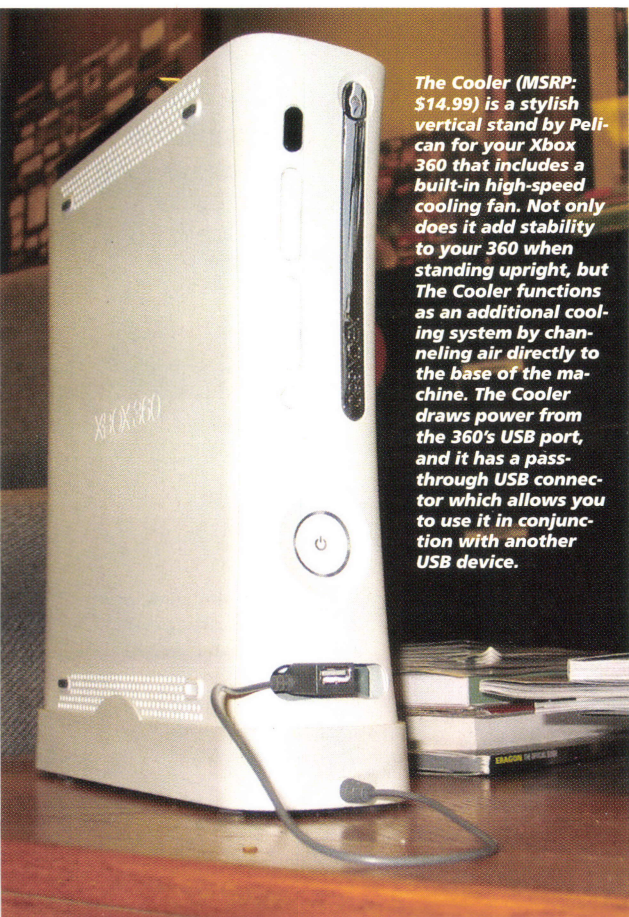 The Cooler (MSRP:
$14.99) is a stylish
vertical stand by Peli-
can for your Xbox
360 that includes a
built-in high-speed
cooling fan. Not only
does it add stability
to your 360 when
standing upright, but
The Cooler functions
as an additional cool-
ing system by chan-
neling air directly to
the base of the ma-
chine. The Cooler
draws power from
the 360's USB port,
and it has a pass-
through USB connec-
tor which allows you
to use it in conjunc-
tion with another
USB device.
XBOX 360
XBOX 360
ERAGON THE OFFICIAL GUIDE